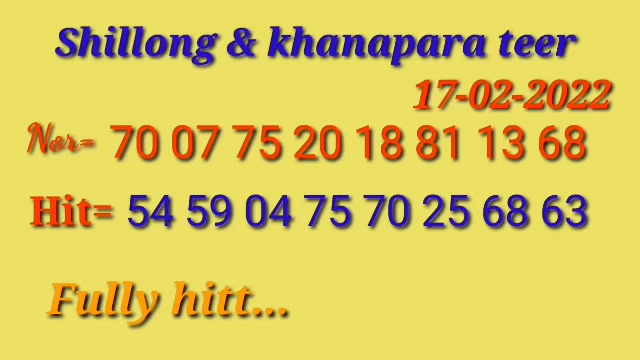 Shillong & khanapara teer
17-02-2022
Nor= 70 07 75 20 18 81 13 68
Hit= 54 59 04 75 70 25 68 63
Fully hitt...